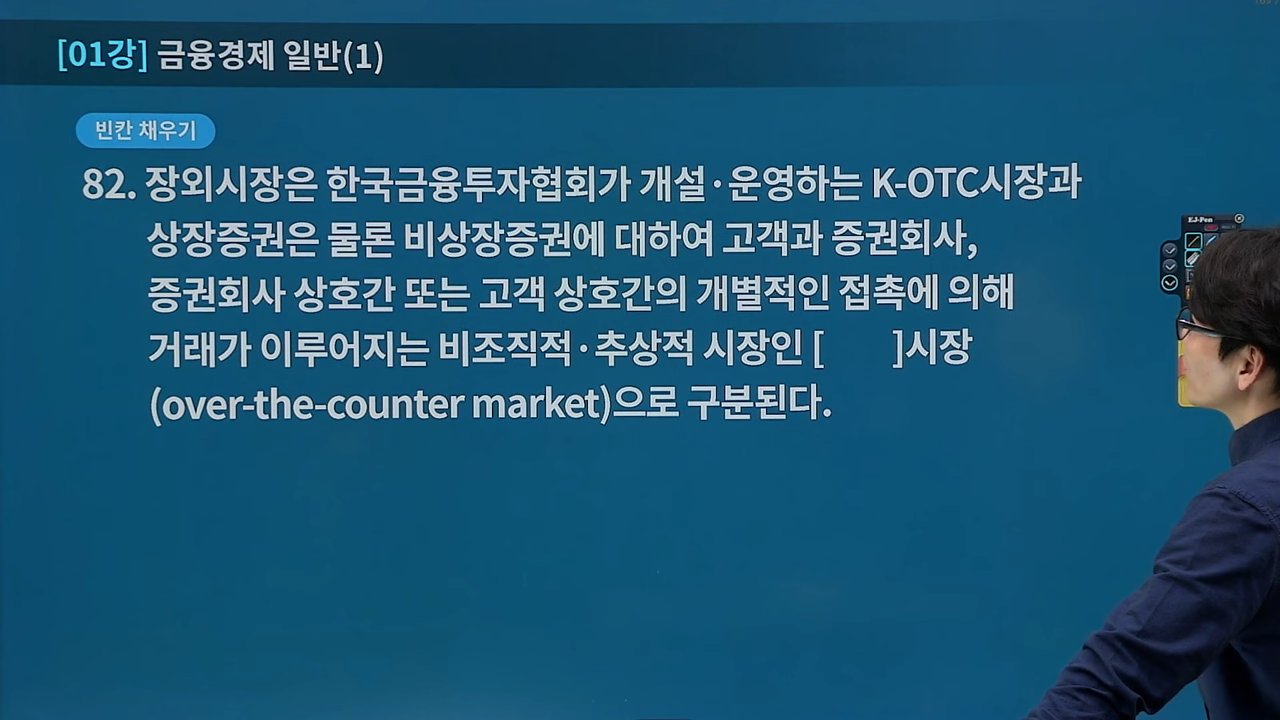 [01강] 금융경제 일반(1)
빈칸 채우기
82. 장외시장은 한국금융투자협회가 개설·운영하는 K-OTC시장과
상장증권은 물론 비상장증권에 대하여 고객과 증권회사,
증권회사 상호간 또는 고객 상호간의 개별적인 접촉에 의해
거래가 이루어지는 비조직적·추상적 시장인 [ ]시장
(over-the-counter market)으로 구분된다.
EJ-Pen